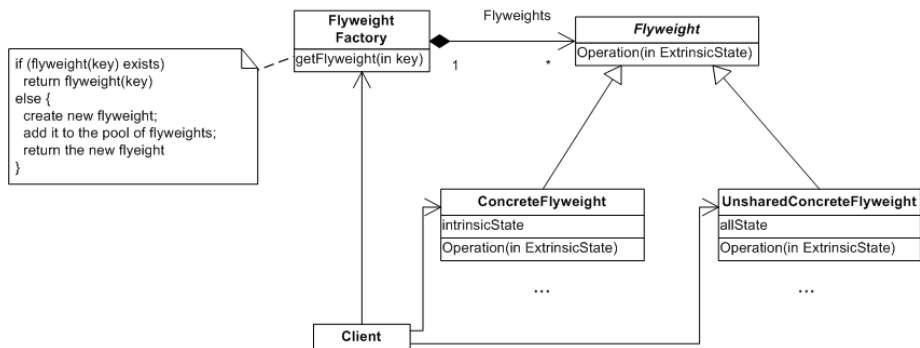 if (flyweight(key) exists)
return flyweight(key)
else {
create new flyweight;
add it to the pool of flyweights;
return the new flyeight
}
Flyweight
Factory
getFlyweight(in key)
Flyweights
1
*
Flyweight
Operation(in ExtrinsicState)
ConcreteFlyweight
intrinsicState
Operation(in ExtrinsicState)
...
UnsharedConcreteFlyweight
allState
Operation(in ExtrinsicState)
...
Client